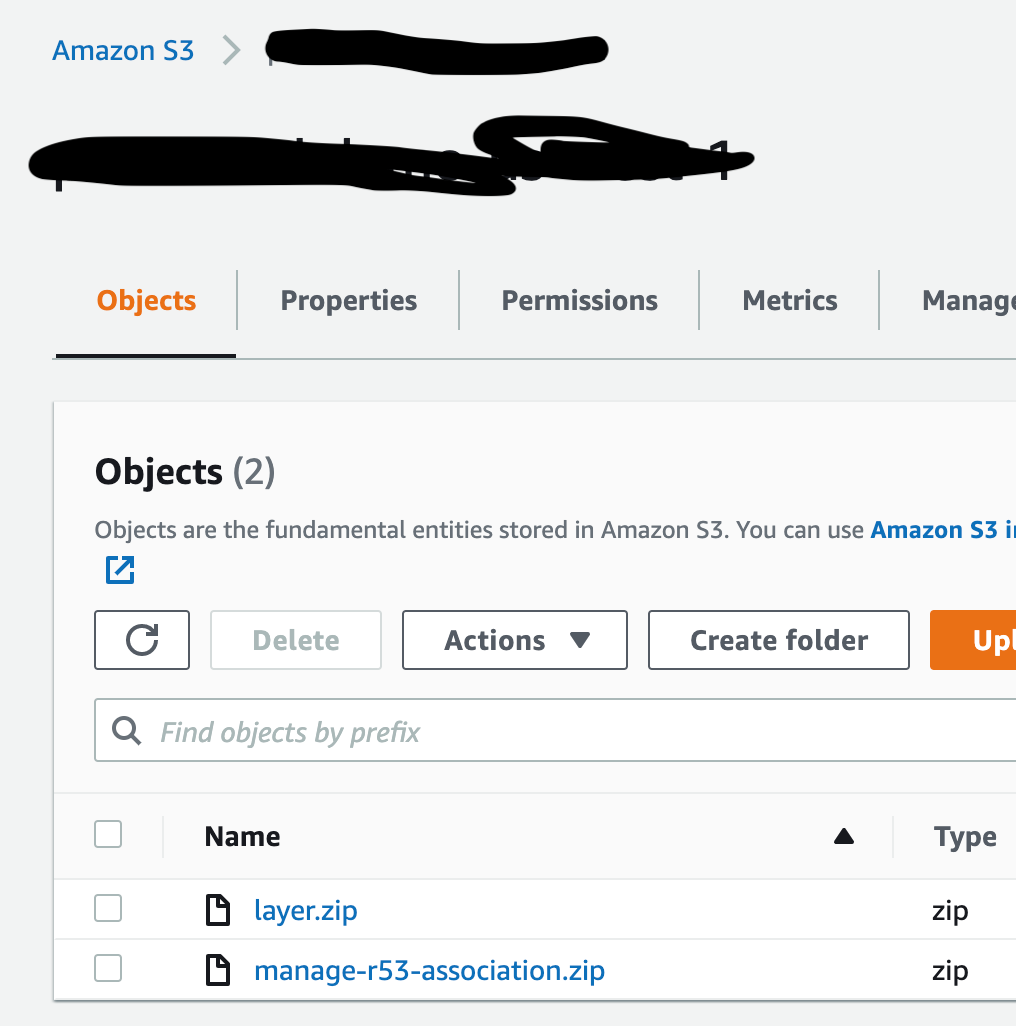 Amazon S3
1
Objects Properties Permissions Metrics Manage
Objects (2)
Objects are the fundamental entities stored in Amazon S3. You can use Amazon S3 in
Delete Actions Create folder Upl
Find objects by prefix
Name Type
layer.zip zip
manage-r53-association.zip zip